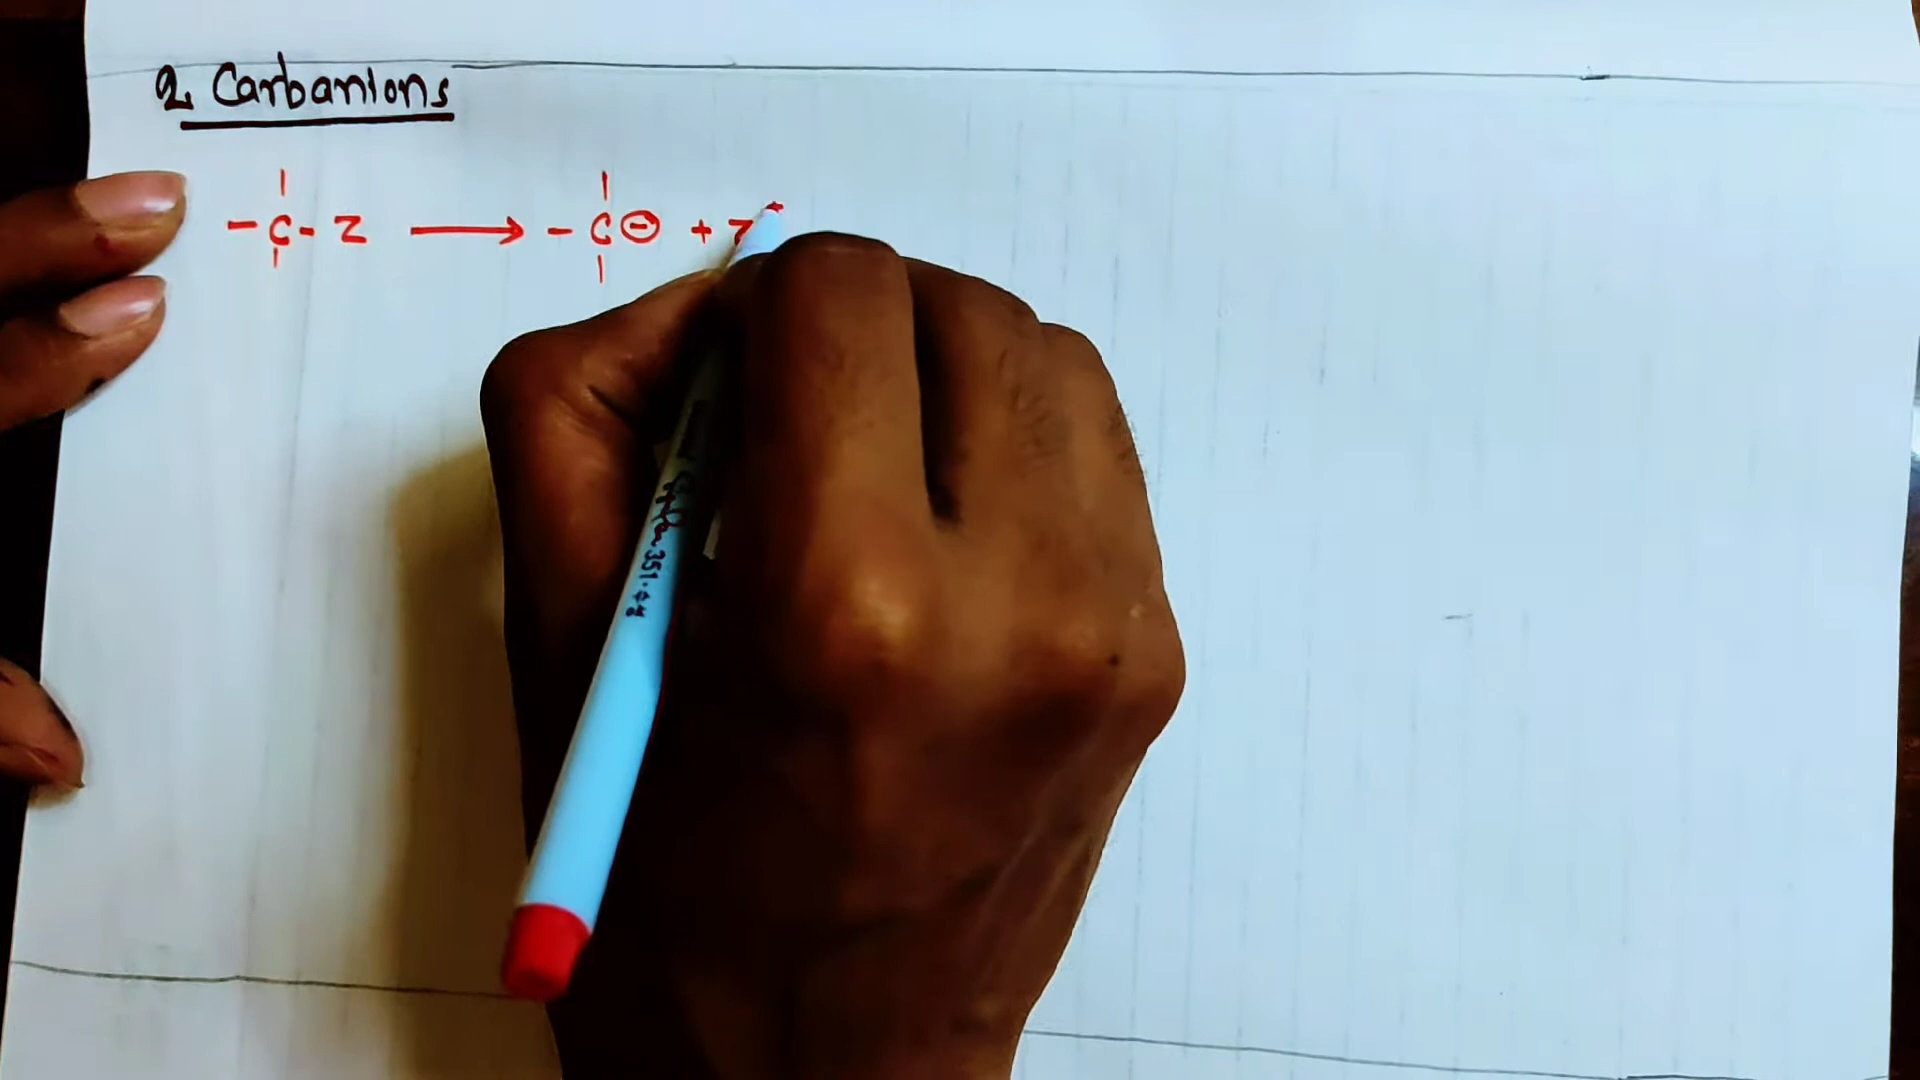 2. Carbanions
-C- Z ⟶ -C⊖ + Z